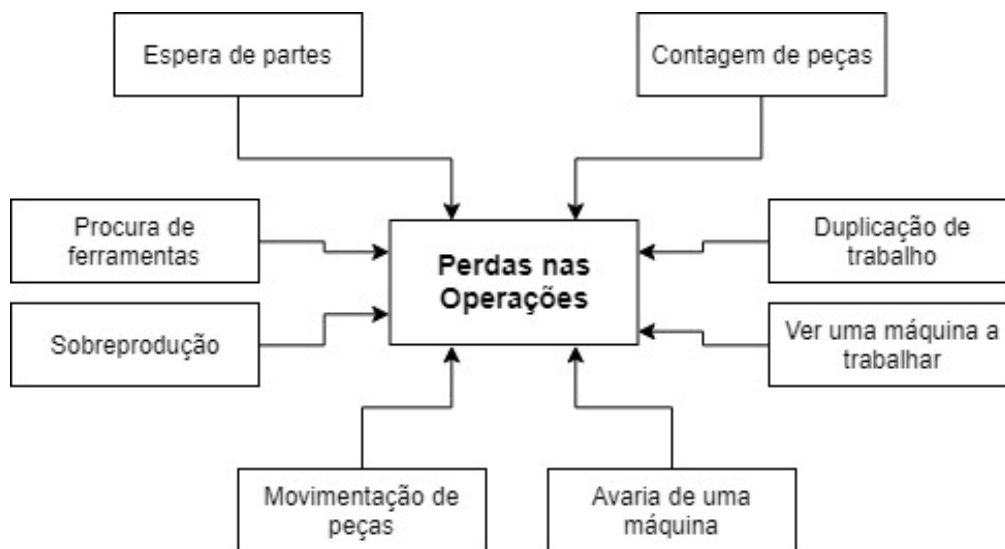 Espera de partes
Contagem de peças
Procura de
ferramentas
Perdas nas
Operações
Duplicação de
trabalho
Sobreprodução
Ver uma máquina a
trabalhar
Movimentação de
peças
Avaria de uma
máquina